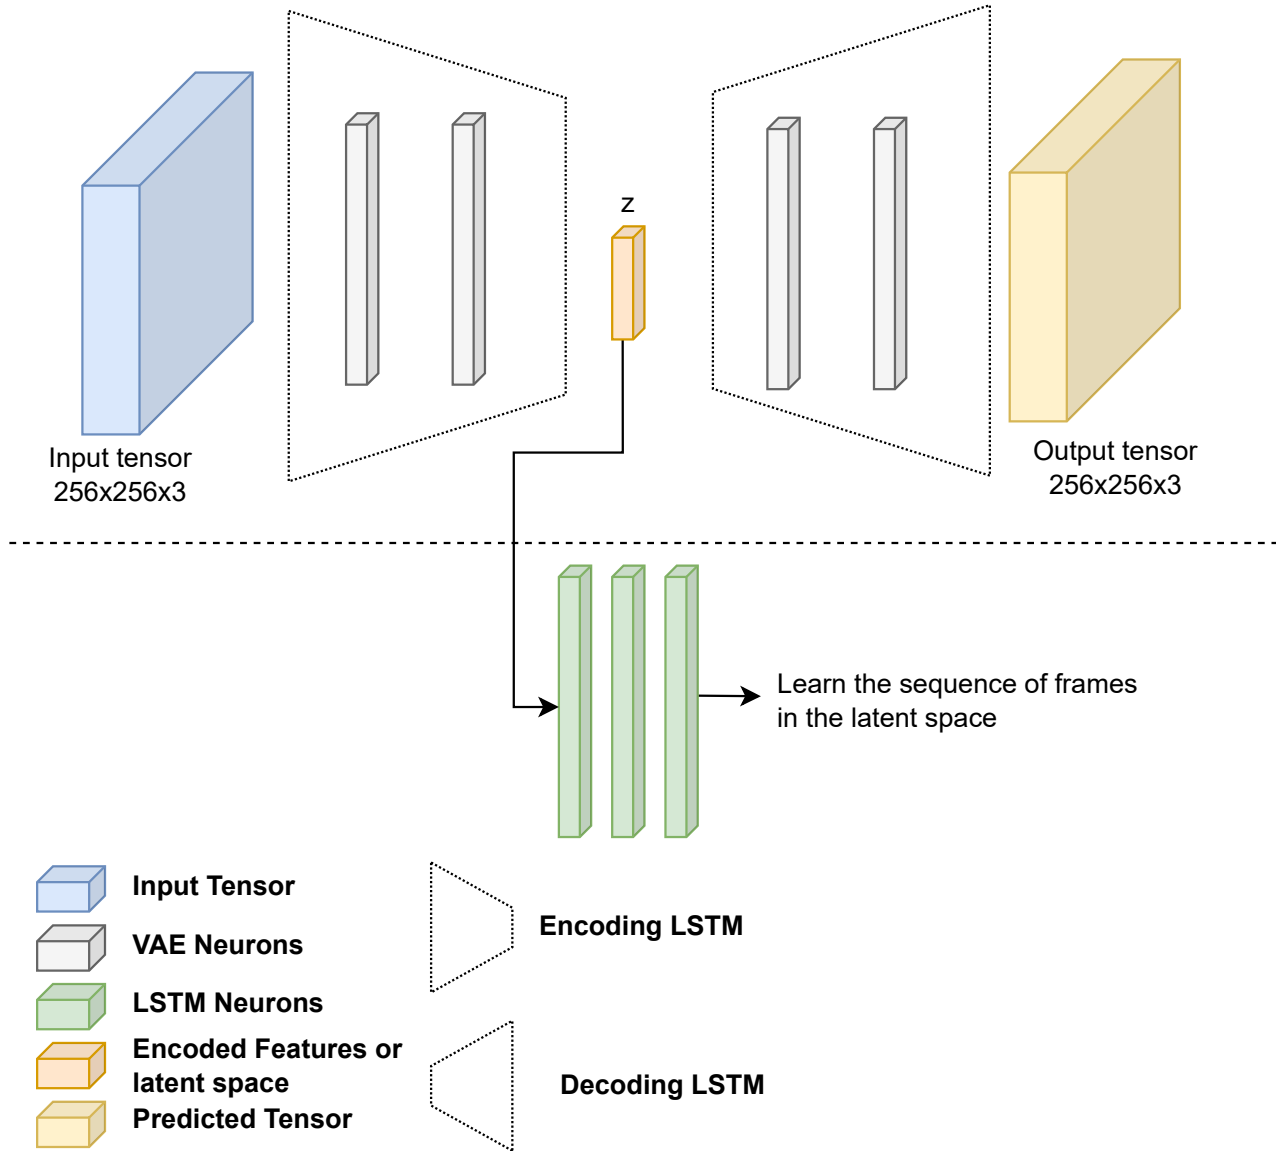 z
Input tensor
256x256x3
Output tensor
256x256x3
Learn the sequence of frames
in the latent space
Input Tensor
VAE Neurons
LSTM Neurons
Encoded Features or
latent space
Predicted Tensor
Encoding LSTM
Decoding LSTM